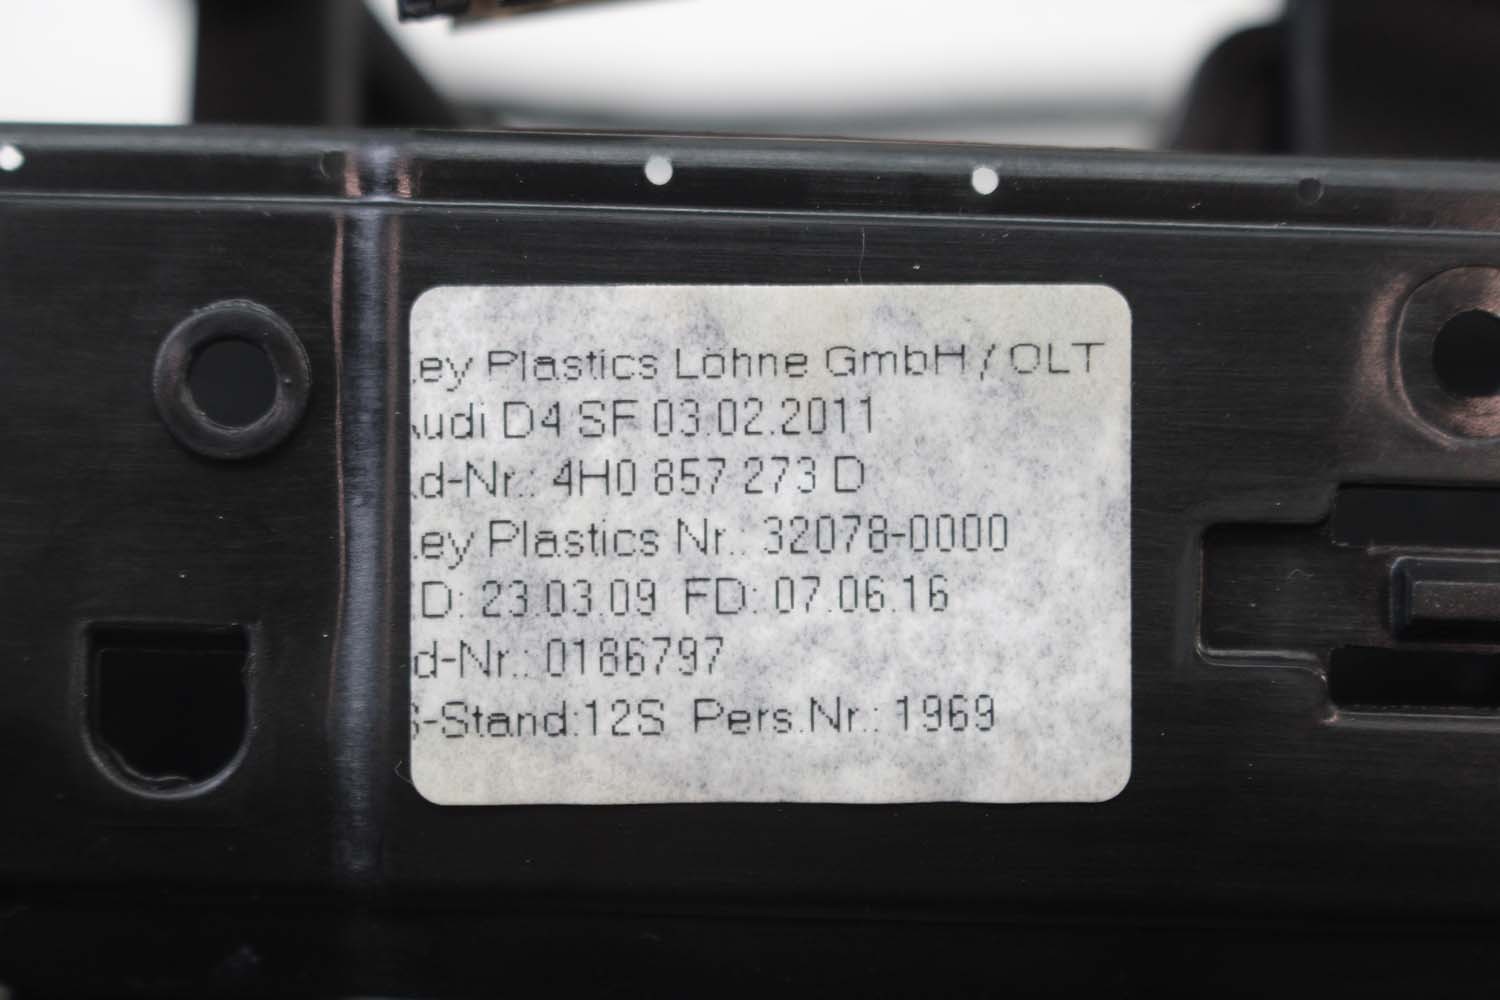 ey Plastics Löhne GmbH / OLT
udi D4 SF 03.02.2011
d-Nr.: 4H0 857 273 D
ey Plastics Nr.: 32078-0000
D: 23.03.09 FD: 07.06.16
d-Nr.: 0186797
S-Stand:12S Pers.Nr.: 1969